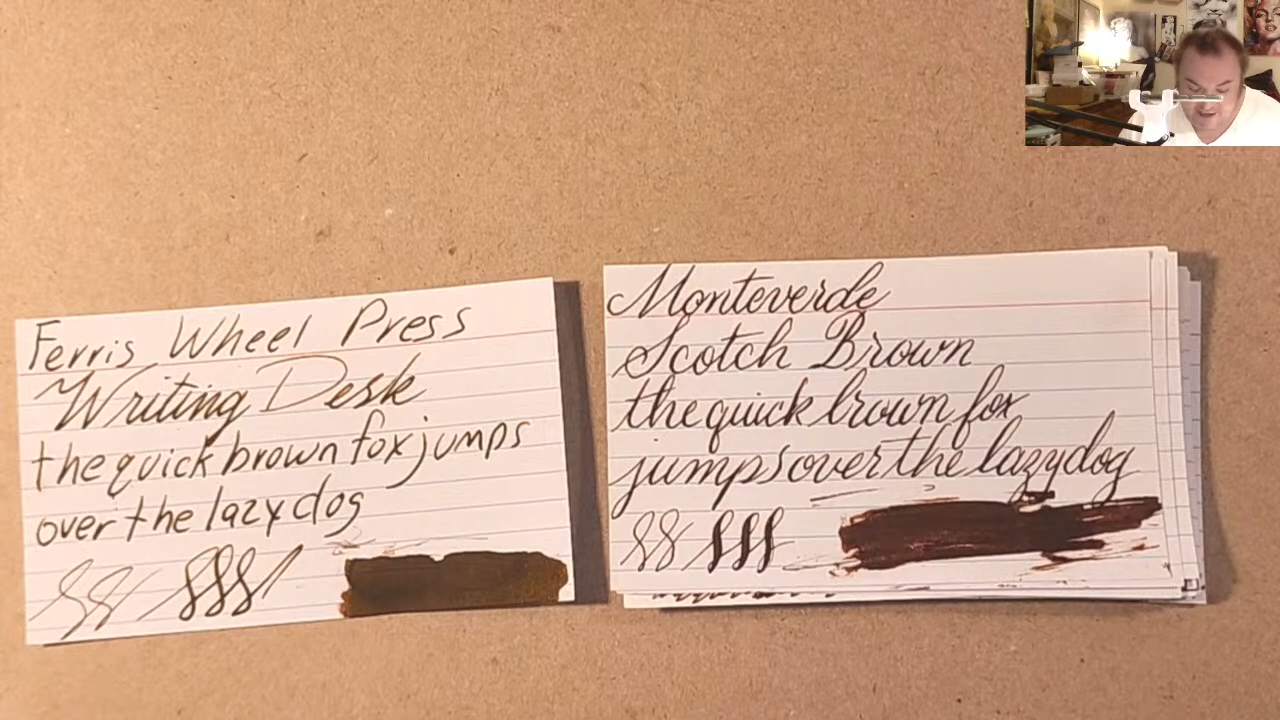 Ferris Wheel Press
Writing Desk
the quick brown fox jumps
over the lazy dog
Monteverde
Scotch Brown
the quick brown fox
jumps over the lazy dog